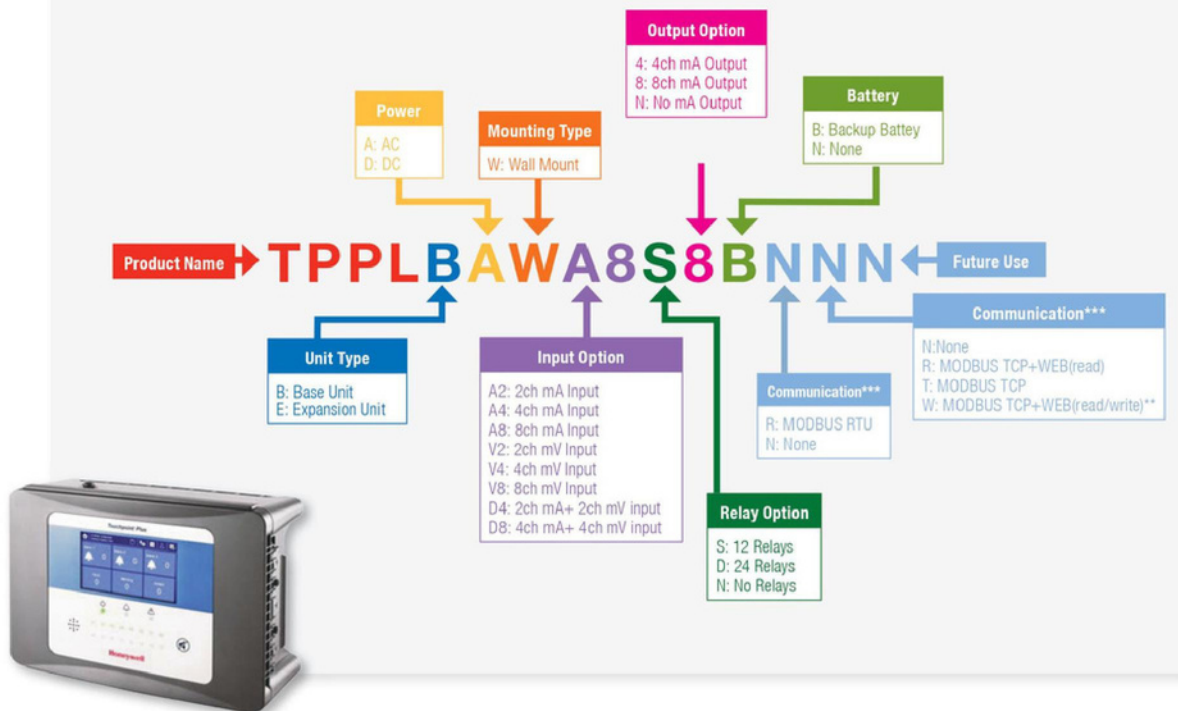 Output Option
4: 4ch mA Output
8: 8ch mA Output
N: No mA Output
Power
A: AC
D: DC
Mounting Type
W: Wall Mount
Battery
B: Backup Battey
N: None
Product Name
TPPLBAWA8S8BNNN
Future Use
Unit Type
B: Base Unit
E: Expansion Unit
Input Option
A2: 2ch mA Input
A4: 4ch mA Input
A8: 8ch mA Input
V2: 2ch mV Input
V4: 4ch mV Input
V8: 8ch mV Input
D4: 2ch mA+ 2ch mV input
D8: 4ch mA+ 4ch mV input
Relay Option
S: 12 Relays
D: 24 Relays
N: No Relays
Communication***
R: MODBUS RTU
N: None
Communication***
N:None
R: MODBUS TCP+WEB(read)
T: MODBUS TCP
W: MODBUS TCP+WEB(read/write)**
Touchpoint Plus
Honeywell